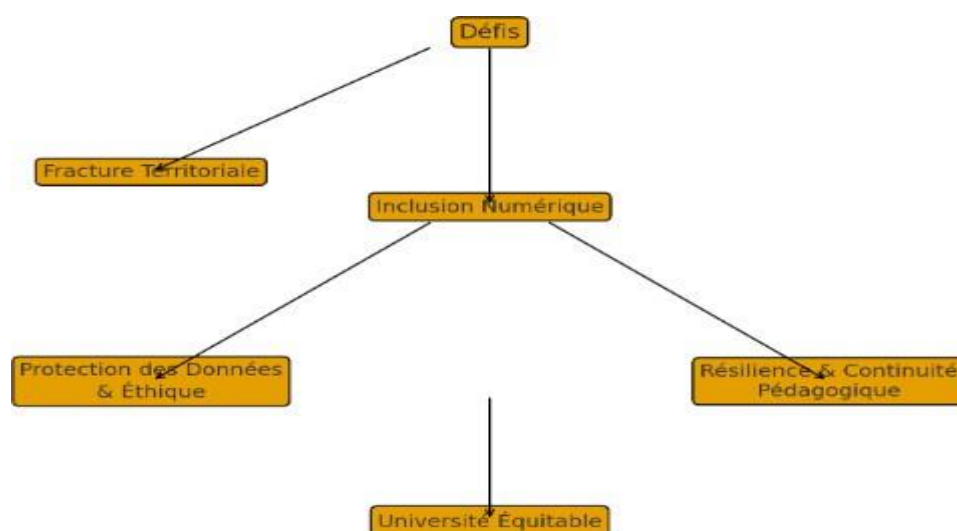 Défis
Fracture Territoriale
Inclusion Numérique
Protection des Données
& Éthique
Résilience & Continuité
Pédagogique
Université Équitable